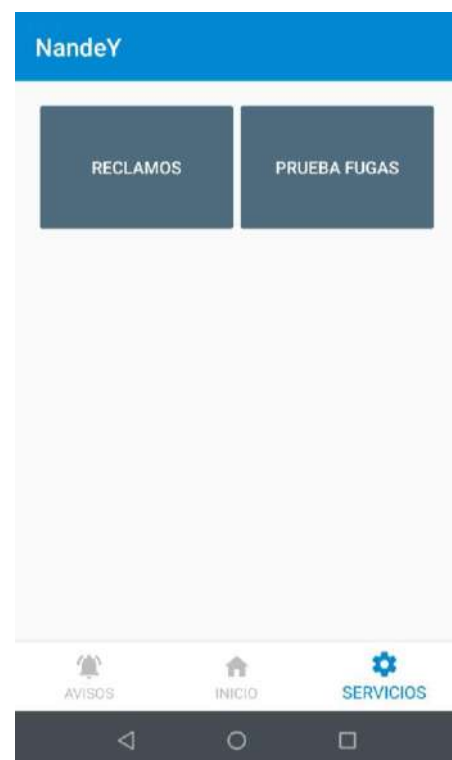 NandeY
RECLAMOS
PRUEBA FUGAS
AVISOS
INICIO
SERVICIOS